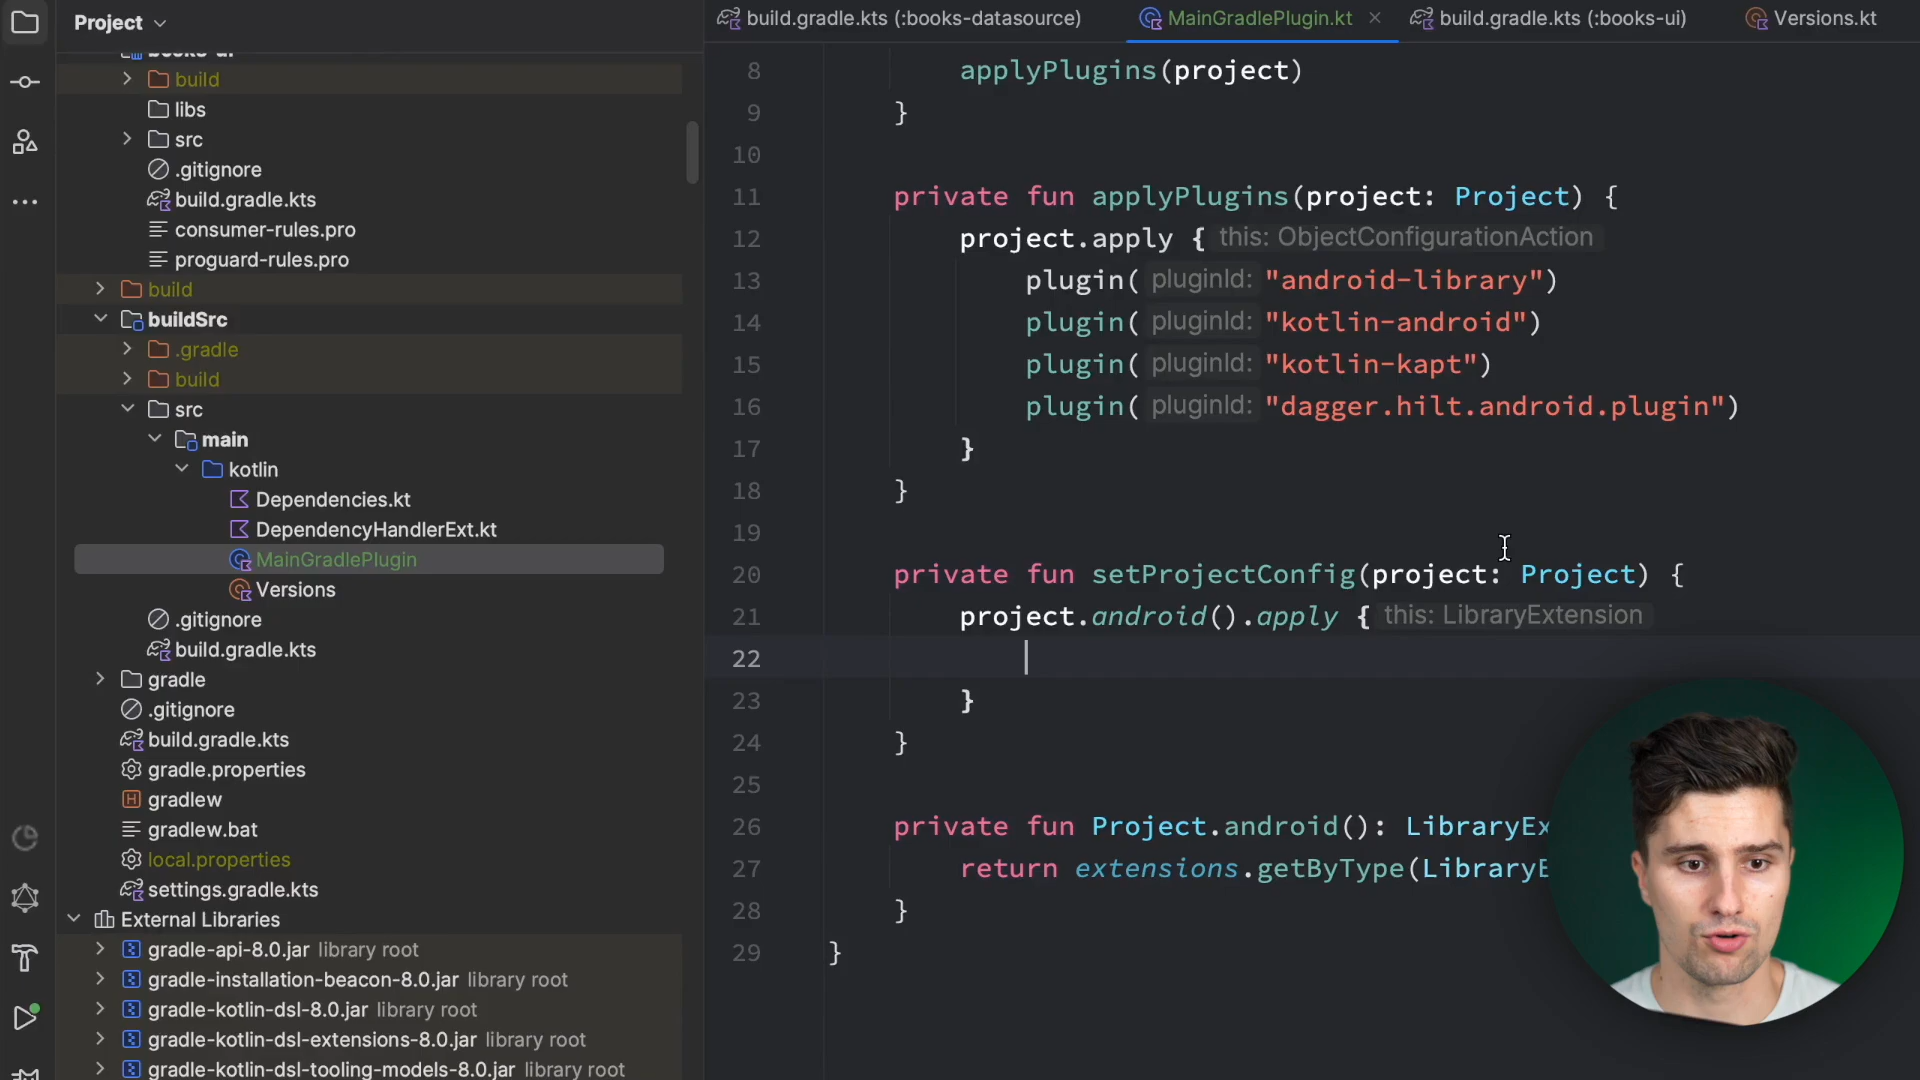 Project
build.gradle.kts (:books-datasource)
MainGradlePlugin.kt
build.gradle.kts (:books-ui)
Versions.kt
books-ui
build
libs
src
.gitignore
build.gradle.kts
consumer-rules.pro
proguard-rules.pro
build
buildSrc
.gradle
build
src
main
kotlin
Dependencies.kt
DependencyHandlerExt.kt
MainGradlePlugin
Versions
.gitignore
build.gradle.kts
gradle
.gitignore
build.gradle.kts
gradle.properties
gradlew
gradlew.bat
local.properties
settings.gradle.kts
External Libraries
gradle-api-8.0.jar library root
gradle-installation-beacon-8.0.jar library root
gradle-kotlin-dsl-8.0.jar library root
gradle-kotlin-dsl-extensions-8.0.jar library root
gradle-kotlin-dsl-tooling-models-8.0.jar library root
8 applyPlugins(project)
9 }
10
11 private fun applyPlugins(project: Project) {
12 project.apply { this: ObjectConfigurationAction
13 plugin( pluginId: "android-library")
14 plugin( pluginId: "kotlin-android")
15 plugin( pluginId: "kotlin-kapt")
16 plugin( pluginId: "dagger.hilt.android.plugin")
17 }
18 }
19
20 private fun setProjectConfig(project: Project) {
21 project.android().apply { this: LibraryExtension
22
23 }
24 }
25
26 private fun Project.android(): LibraryEx
27 return extensions.getByType(LibraryE
28 }
29 }